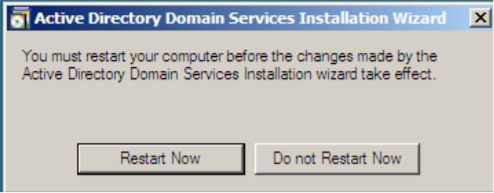 Active Directory Domain Services Installation Wizard
You must restart your computer before the changes made by the
Active Directory Domain Services Installation wizard take effect.
Restart Now
Do not Restart Now